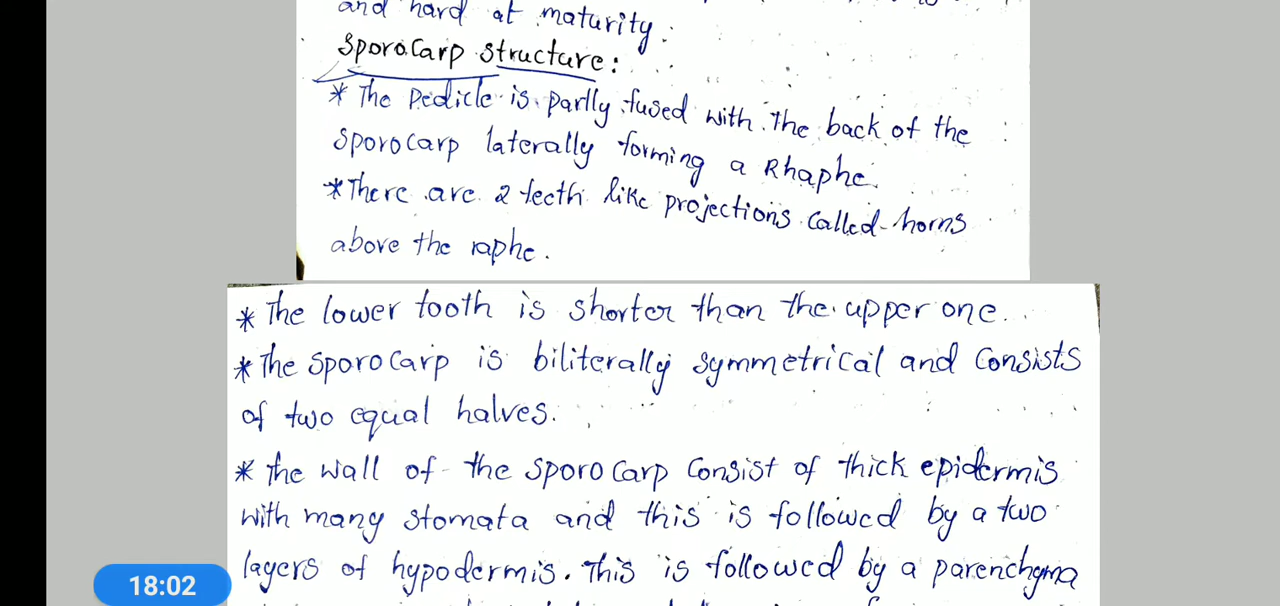 and hard at maturity.
Sporocarp structure:
* The Pedicle is partly fused with the back of the
sporocarp laterally forming a Rhaphe.
* There are 2 teeth like projections called horns
above the raphe.
* The lower tooth is shorter than the upper one.
* The sporocarp is biliterally symmetrical and consists
of two equal halves.
* The wall of the sporocarp consist of thick epidermis
with many stomata and this is followed by a two
layers of hypodermis. This is followed by a parenchyma
18:02